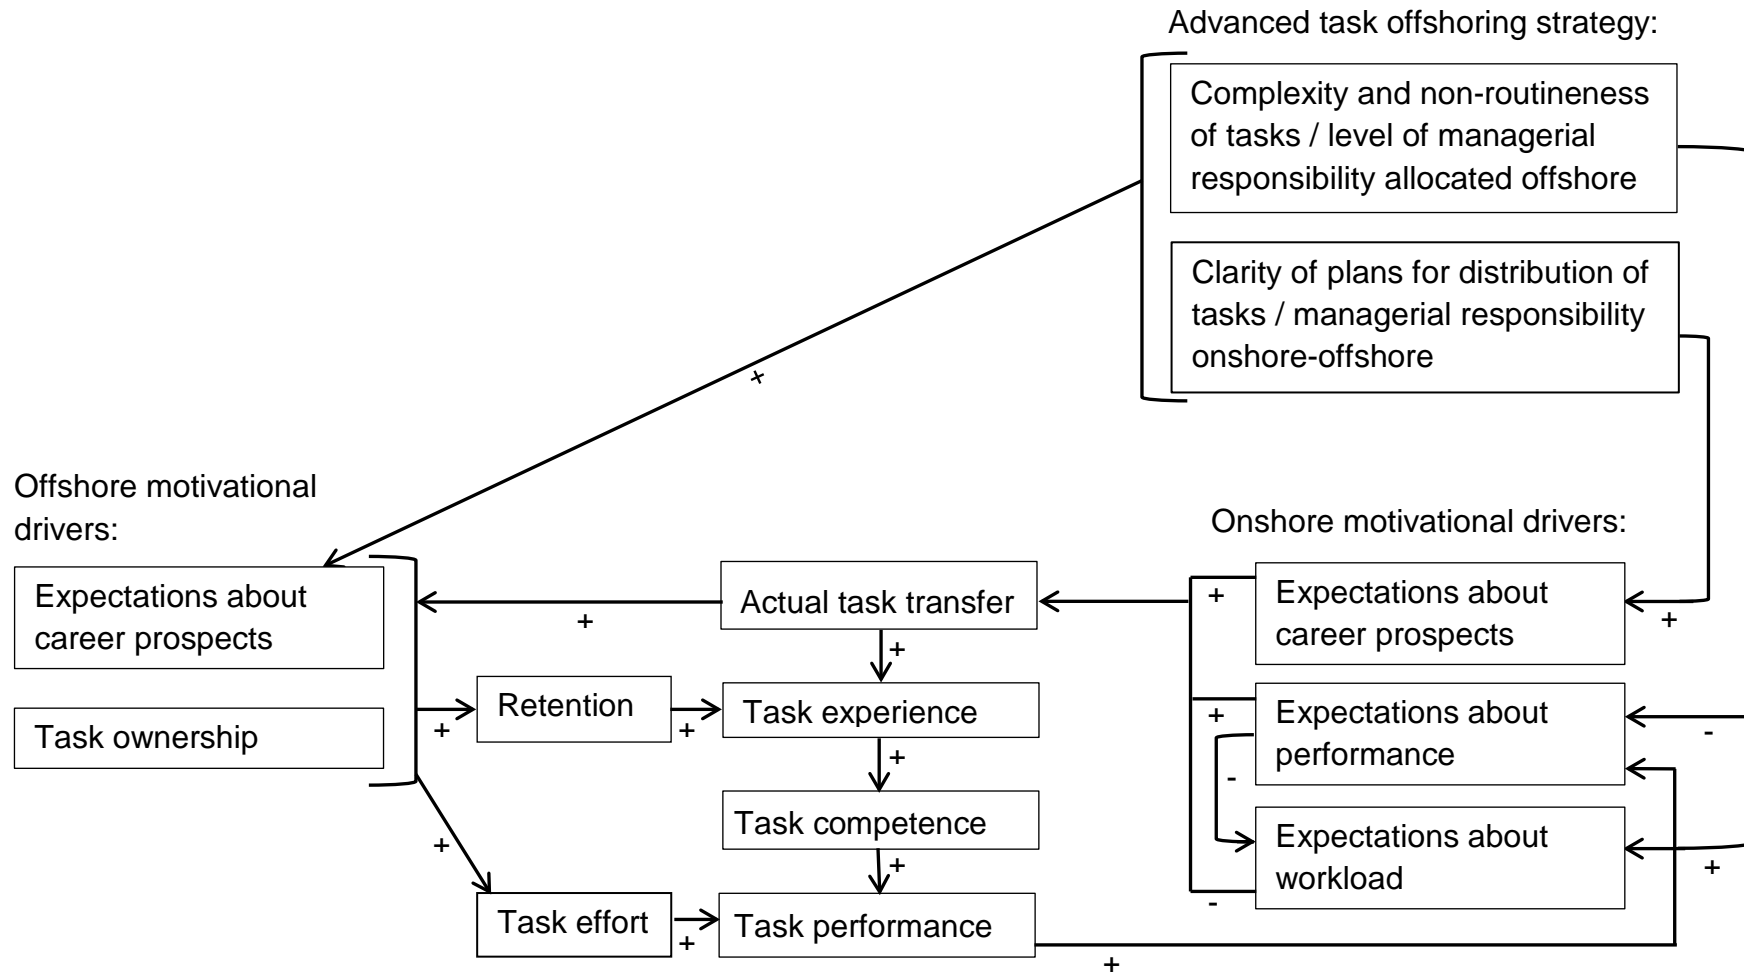 Advanced task offshoring strategy:
Complexity and non-routineness
of tasks / level of managerial
responsibility allocated offshore
Clarity of plans for distribution of
tasks / managerial responsibility
onshore-offshore
+
+
Offshore motivational
drivers:
Expectations about
career prospects
Task ownership
+
+
+
Retention
+
Task effort
+
Actual task transfer
+
Task experience
+
Task competence
+
Task performance
+
Onshore motivational drivers:
Expectations about
career prospects
+
Expectations about
performance
+
-
-
Expectations about
workload
-
+